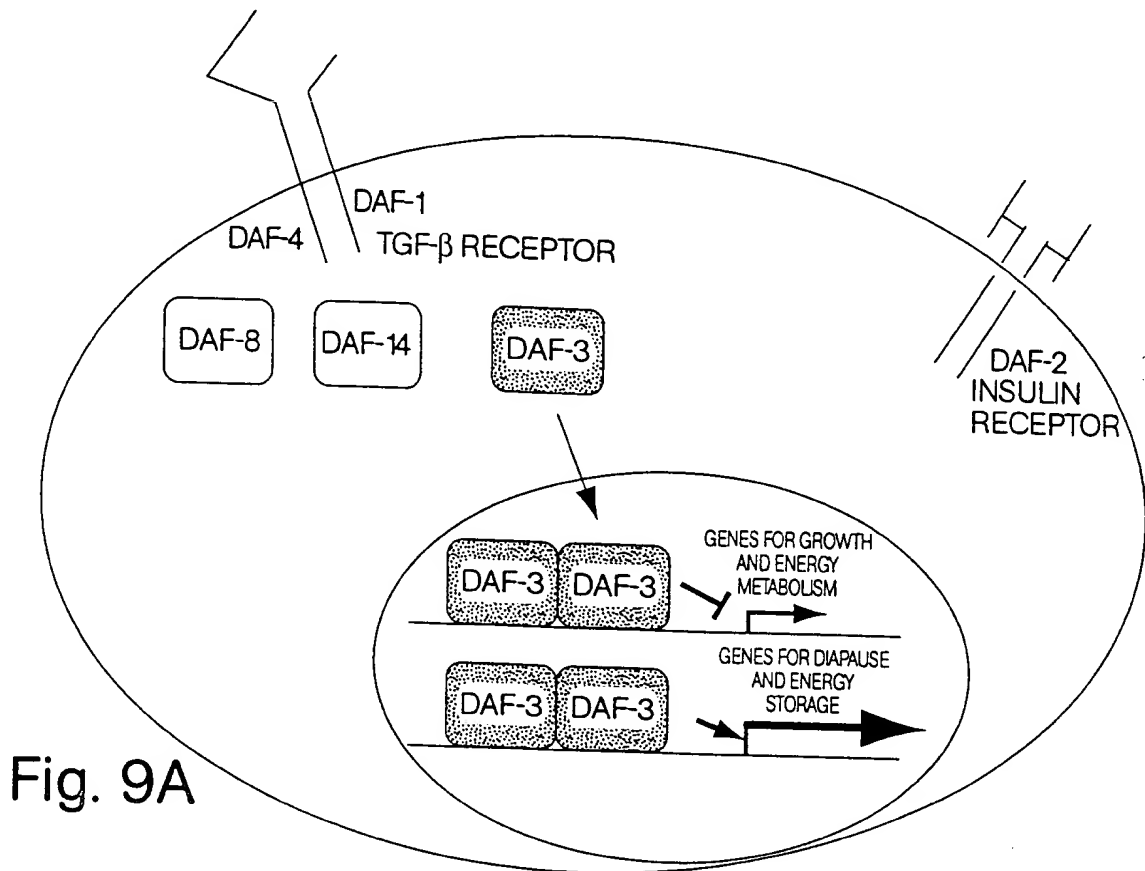 DAF-1
DAF-4
TGF-β RECEPTOR
DAF-8
DAF-14
DAF-3
DAF-2
INSULIN
RECEPTOR
GENES FOR GROWTH
AND ENERGY
METABOLISM
DAF-3
DAF-3
GENES FOR DIAPAUSE
AND ENERGY
STORAGE
DAF-3
DAF-3
Fig. 9A